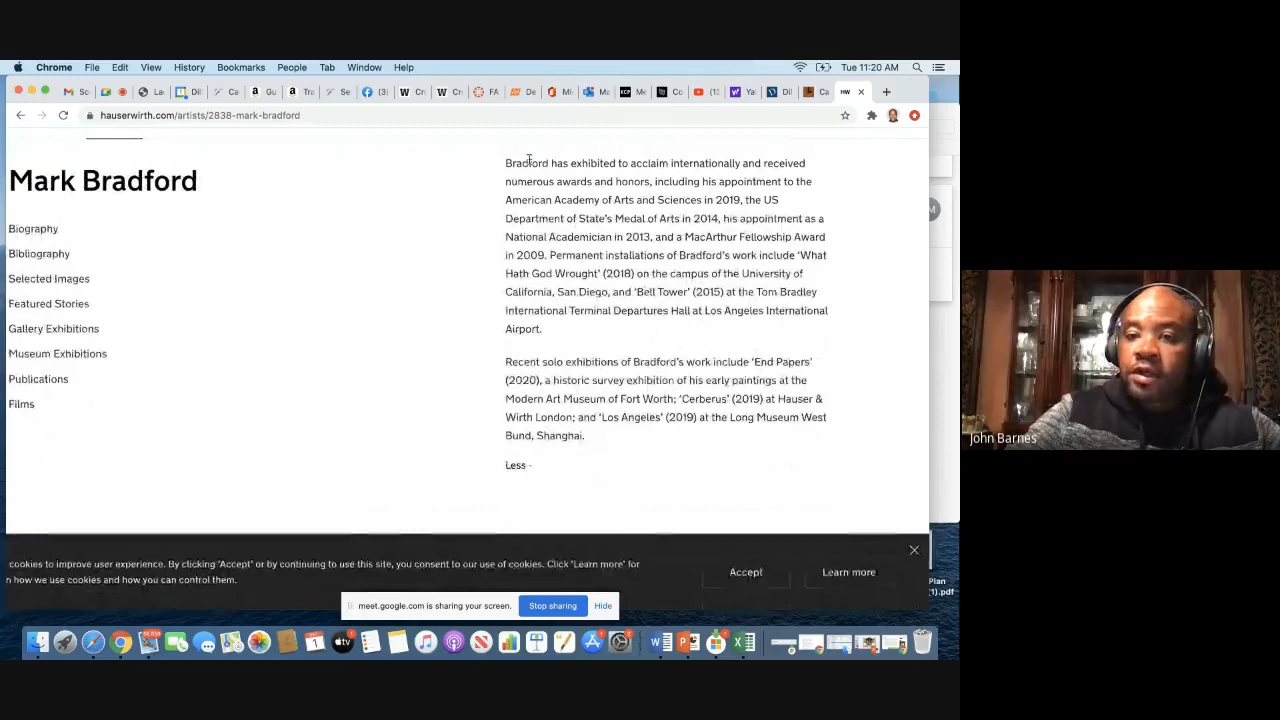 Chrome File Edit View History Bookmarks People Tab Window Help Tue 11:20 AM
hauserwirth.com/artists/2838-mark-bradford
Mark Bradford
Biography
Bibliography
Selected Images
Featured Stories
Gallery Exhibitions
Museum Exhibitions
Publications
Films
Bradford has exhibited to acclaim internationally and received
numerous awards and honors, including his appointment to the
American Academy of Arts and Sciences in 2019, the US
Department of State's Medal of Arts in 2014, his appointment as a
National Academician in 2013, and a MacArthur Fellowship Award
in 2009. Permanent installations of Bradford's work include 'What
Hath God Wrought' (2018) on the campus of the University of
California, San Diego, and 'Bell Tower' (2015) at the Tom Bradley
International Terminal Departures Hall at Los Angeles International
Airport.
Recent solo exhibitions of Bradford's work include 'End Papers'
(2020), a historic survey exhibition of his early paintings at the
Modern Art Museum of Fort Worth; 'Cerberus' (2019) at Hauser &
Wirth London; and 'Los Angeles' (2019) at the Long Museum West
Bund, Shanghai.
Less -
cookies to improve user experience. By clicking 'Accept' or by continuing to use this site, you consent to our use of cookies. Click 'Learn more' for
n how we use cookies and how you can control them.
Accept
Learn more
meet.google.com is sharing your screen. Stop sharing Hide
Plan
(1).pdf
John Barnes